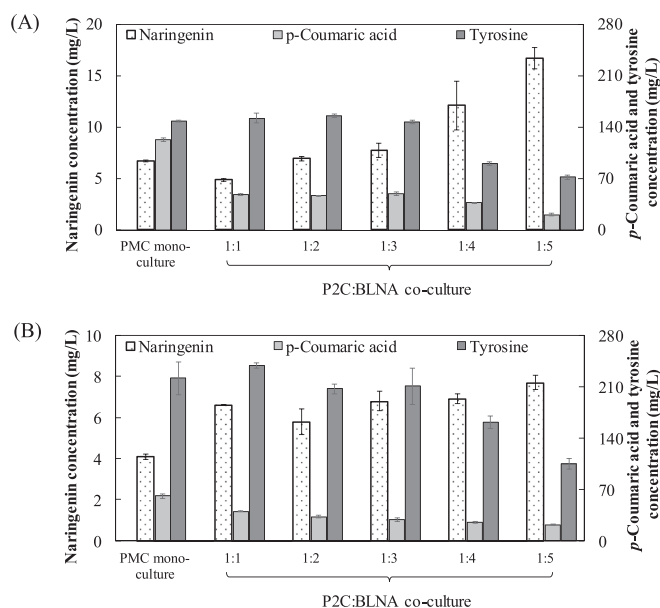 (A)
Naringenin concentration (mg/L)
20
15
10
5
0
Naringenin
p-Coumaric acid
Tyrosine
280
210
140
70
0
p-Coumaric acid and tyrosine
concentration (mg/L)
PMC mono-
culture
1:1
1:2
1:3
1:4
1:5
P2C:BLNA co-culture
(B)
Naringenin concentration (mg/L)
10
8
6
4
2
0
Naringenin
p-Coumaric acid
Tyrosine
280
210
140
70
0
p-Coumaric acid and tyrosine
concentration (mg/L)
PMC mono-
culture
1:1
1:2
1:3
1:4
1:5
P2C:BLNA co-culture